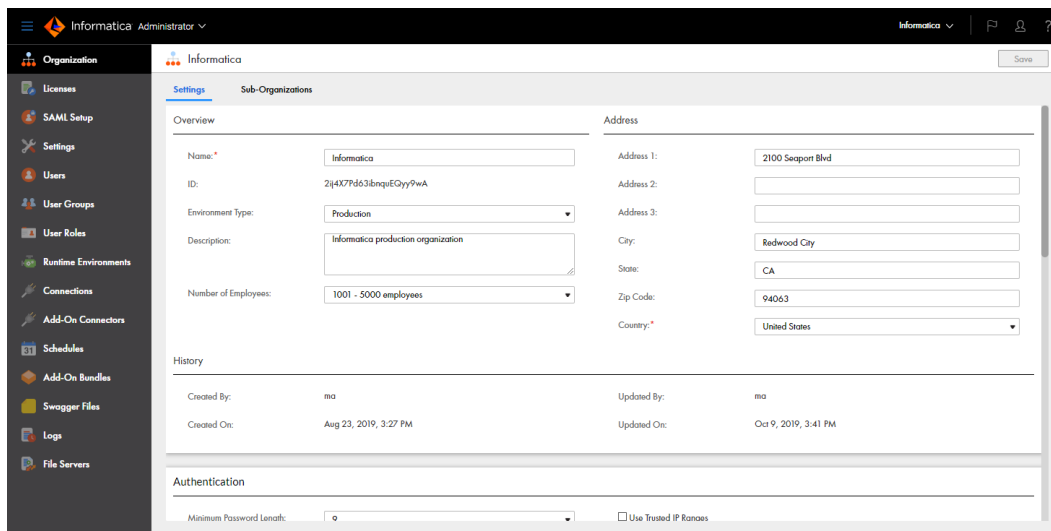 Informatica Administrator
Informatica
?
Organization
Licenses
SAML Setup
Settings
Users
User Groups
User Roles
Runtime Environments
Connections
Add-On Connectors
Schedules
31
Add-On Bundles
Swagger Files
Logs
File Servers
Informatica
Save
Settings Sub-Organizations
Overview
Name:* Informatica
ID: 2ij4X7Pd63ibnquEQyy9wA
Environment Type: Production
Description: Informatica production organization
Number of Employees: 1001 - 5000 employees
Address
Address 1: 2100 Seaport Blvd
Address 2:
Address 3:
City: Redwood City
State: CA
Zip Code: 94063
Country:* United States
History
Created By: ma Updated By: ma
Created On: Aug 23, 2019, 3:27 PM Updated On: Oct 9, 2019, 3:41 PM
Authentication
Minimum Password Length: 9 Use Trusted IP Ranges